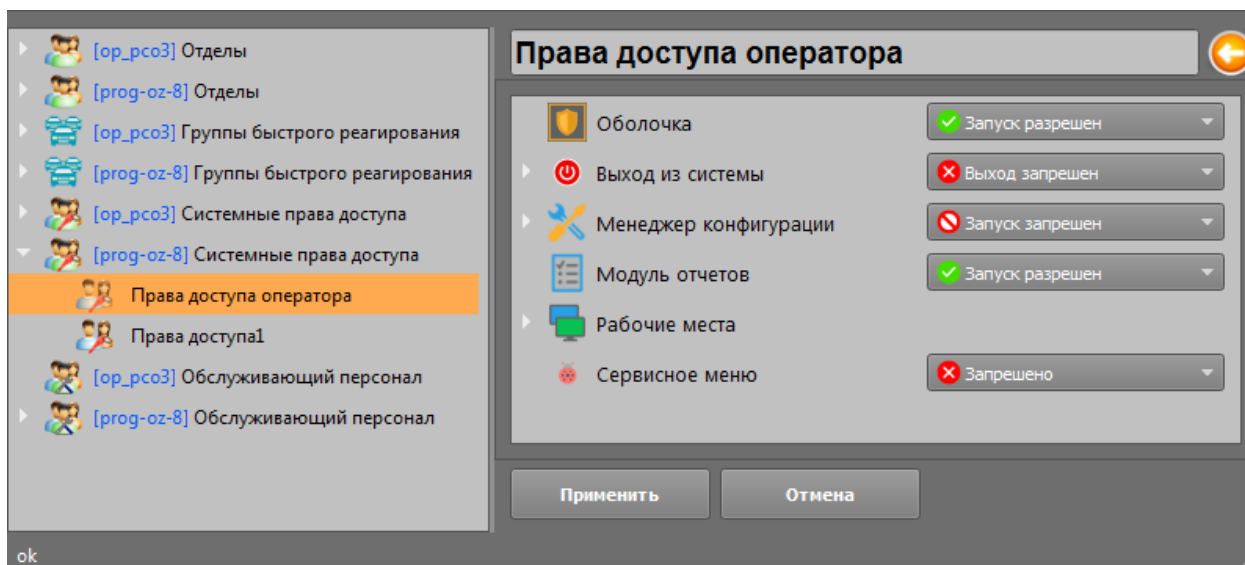 [op_pco3] Отделы
[prog-oz-8] Отделы
[op_pco3] Группы быстрого реагирования
[prog-oz-8] Группы быстрого реагирования
[op_pco3] Системные права доступа
[prog-oz-8] Системные права доступа
Права доступа оператора
Права доступа1
[op_pco3] Обслуживающий персонал
[prog-oz-8] Обслуживающий персонал
Права доступа оператора
Оболочка Запуск разрешен
Выход из системы Выход запрешен
Менеджер конфигурации Запуск запрешен
Модуль отчетов Запуск разрешен
Рабочие места
Сервисное меню Запрешено
Применить Отмена
ok